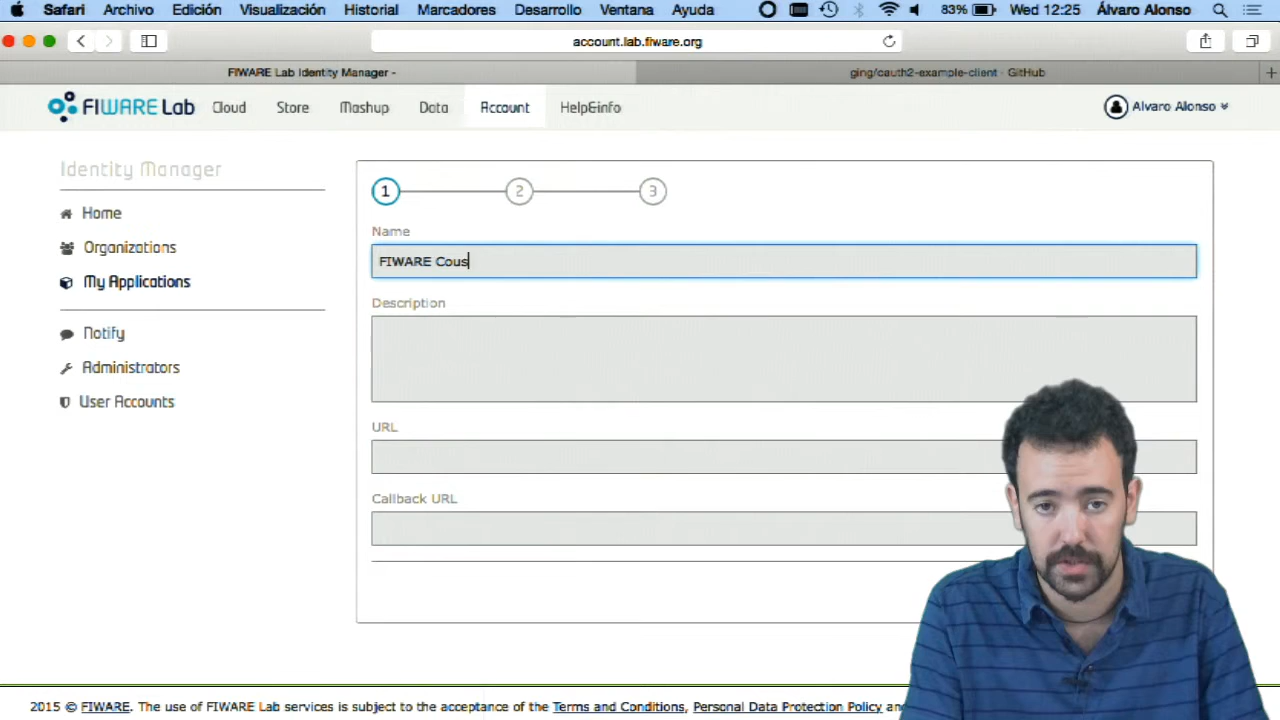 Safari Archivo Edición Visualización Historial Marcadores Desarrollo Ventana Ayuda 83% Wed 12:25 Álvaro Alonso
account.lab.fiware.org
FIWARE Lab Identity Manager - ging/oauth2-example-client · GitHub
FIWARE Lab Cloud Store Mashup Data Account Help&info Alvaro Alonso
Identity Manager
Home
Organizations
My Applications
Notify
Administrators
User Accounts
1 2 3
Name
FIWARE Cous
Description
URL
Callback URL
2015 © FIWARE. The use of FIWARE Lab services is subject to the acceptance of the Terms and Conditions, Personal Data Protection Policy